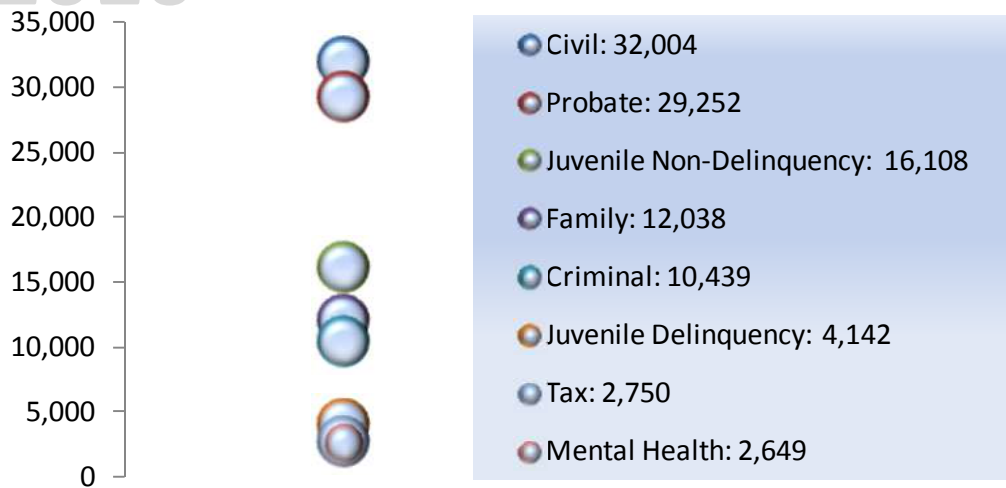 35,000
30,000
25,000
20,000
15,000
10,000
5,000
0
Civil: 32,004
Probate: 29,252
Juvenile Non-Delinquency: 16,108
Family: 12,038
Criminal: 10,439
Juvenile Delinquency: 4,142
Tax: 2,750
Mental Health: 2,649